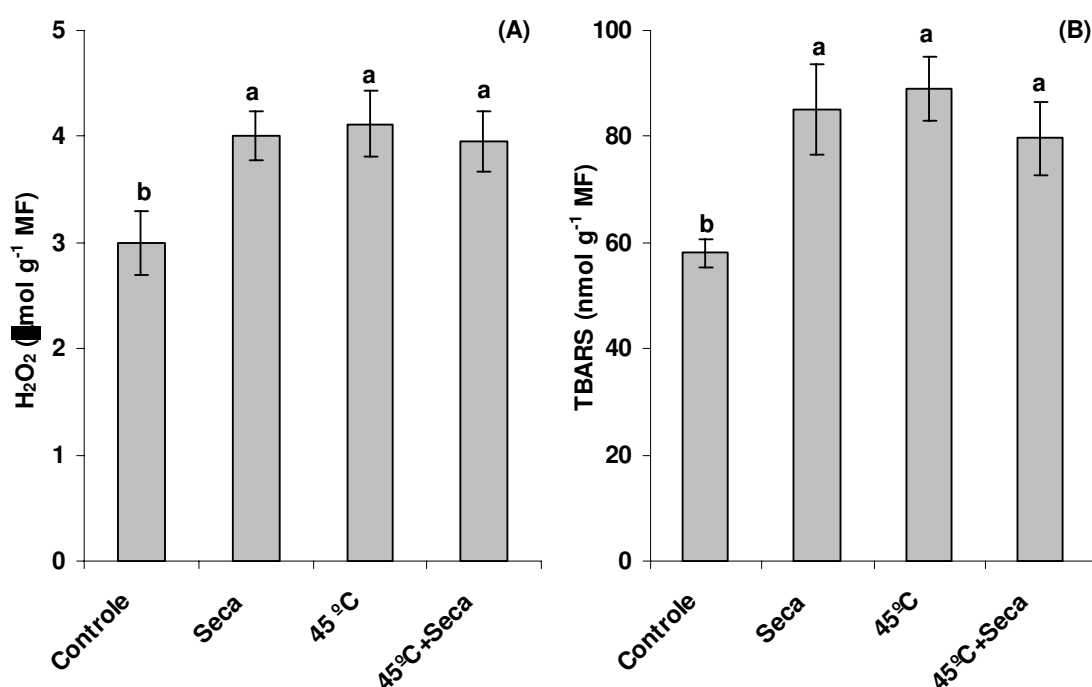 (A)
5
4
3
2
1
0
H₂O₂ (mol g⁻¹ MF)
b
a
a
a
Controle
Seca
45 ºC
45ºC+Seca
(B)
100
80
60
40
20
0
TBARS (nmol g⁻¹ MF)
b
a
a
a
Controle
Seca
45ºC
45ºC+Seca